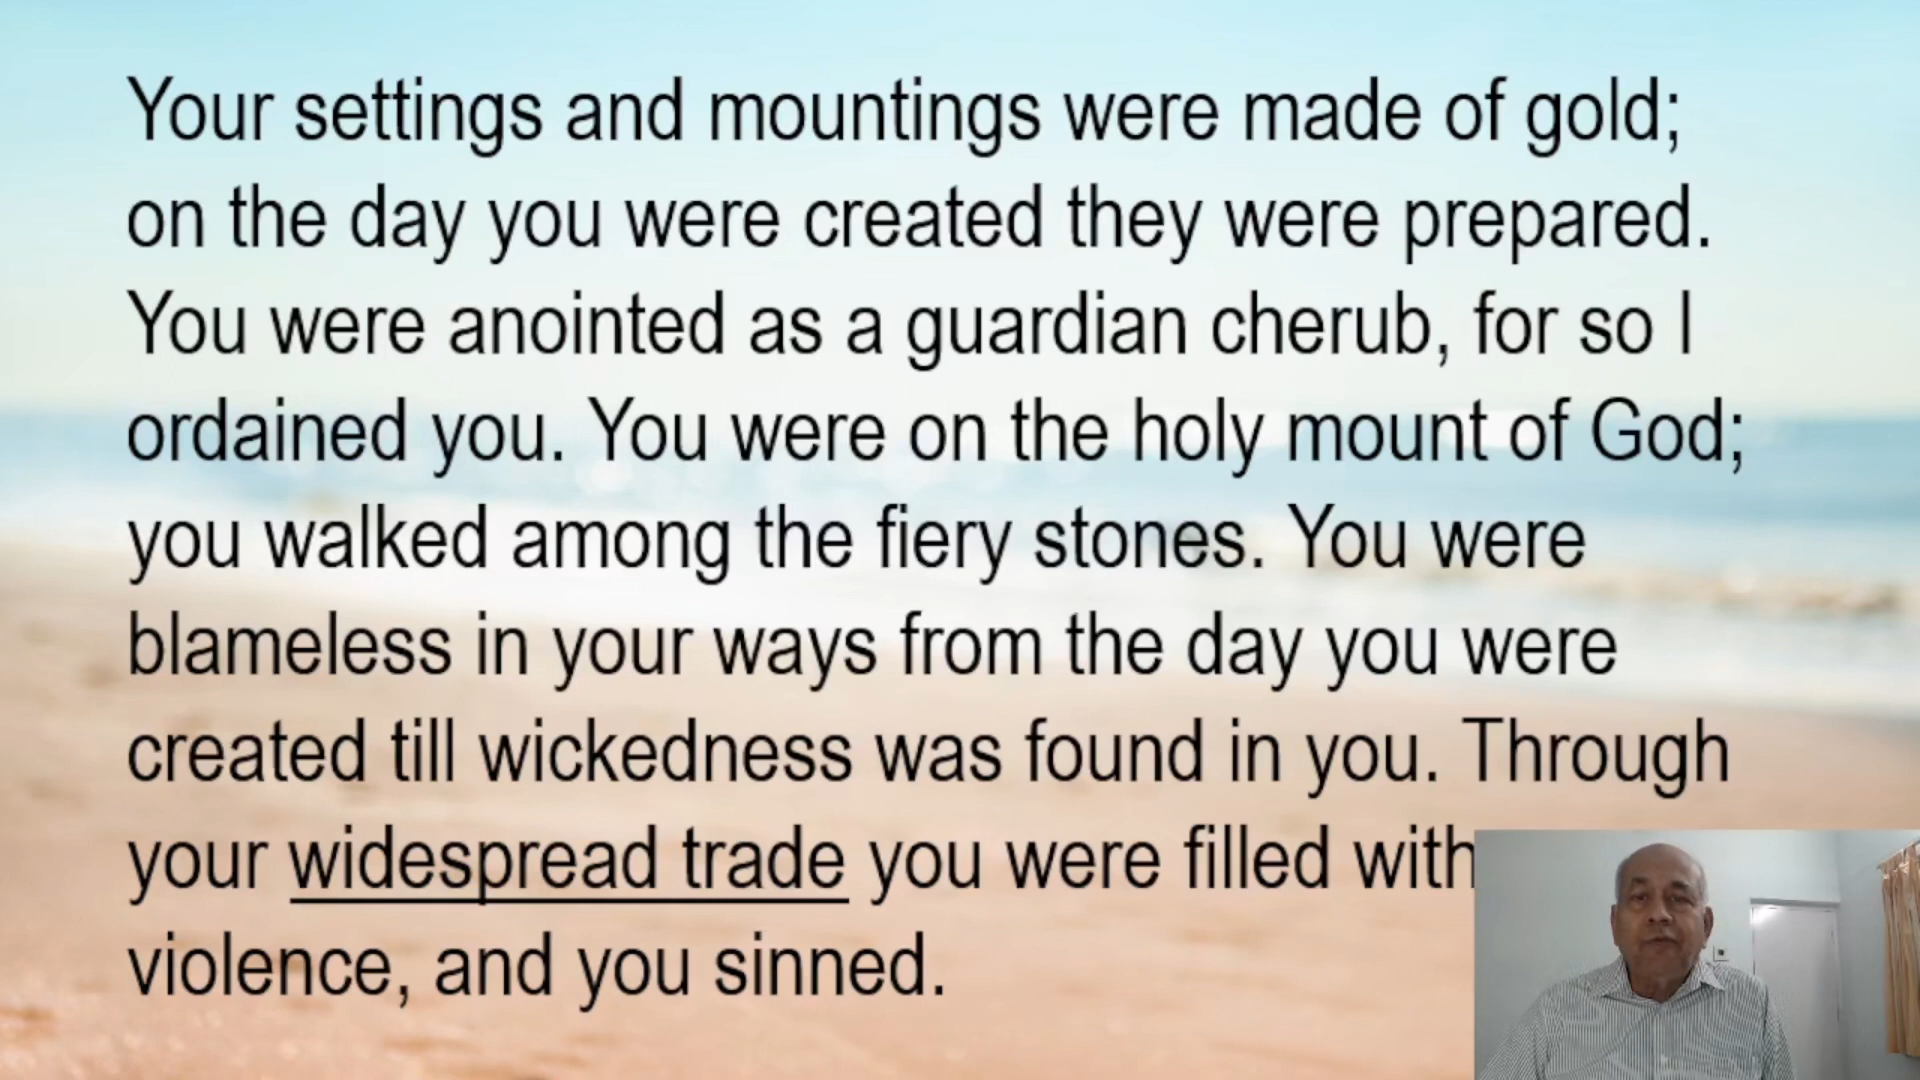 Your settings and mountings were made of gold;
on the day you were created they were prepared.
You were anointed as a guardian cherub, for so I
ordained you. You were on the holy mount of God;
you walked among the fiery stones. You were
blameless in your ways from the day you were
created till wickedness was found in you. Through
your widespread trade you were filled with
violence, and you sinned.